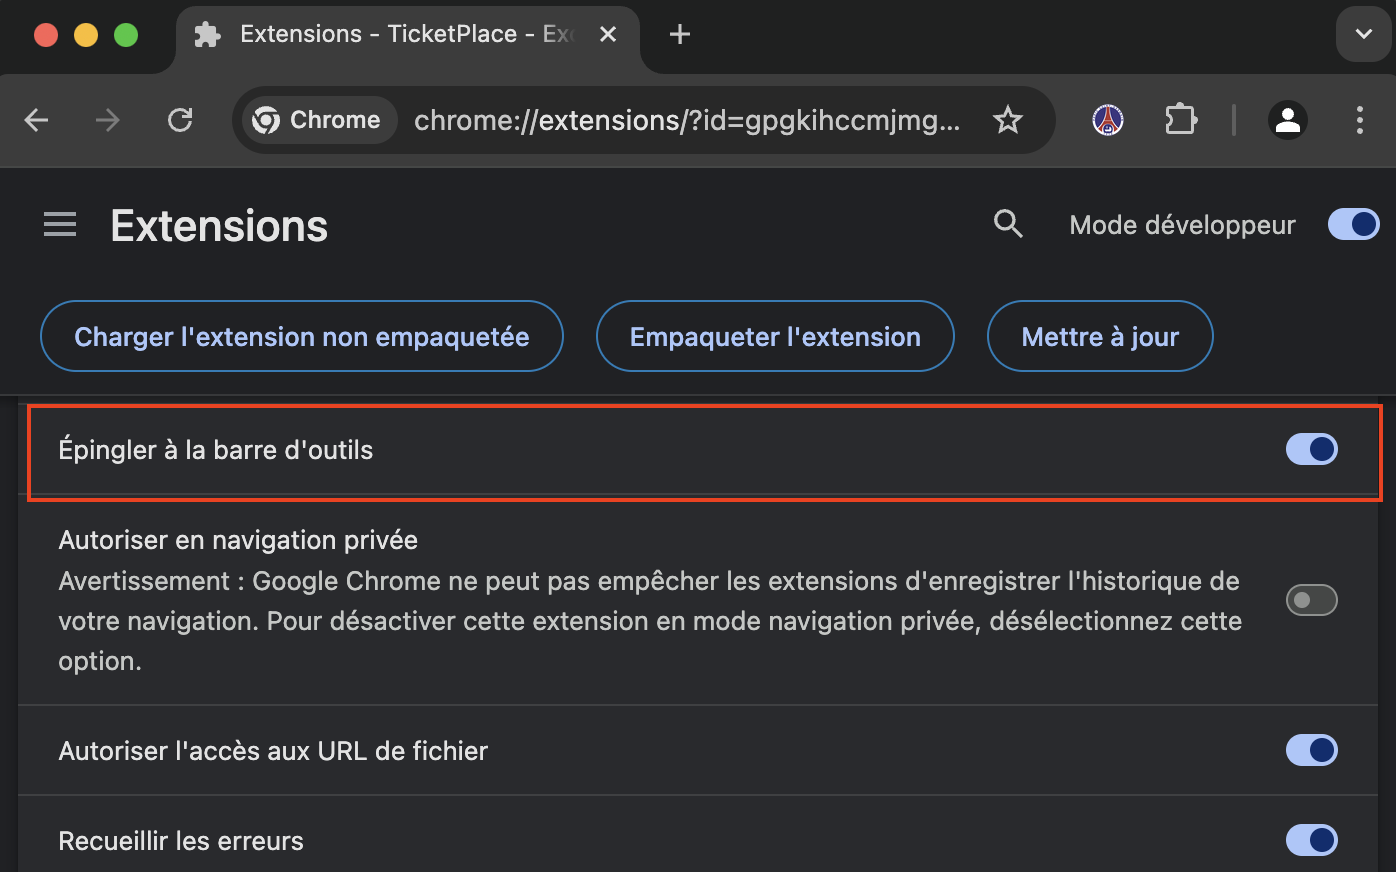 Extensions - TicketPlace - Ex
Chrome
chrome://extensions/?id=gpgkihccmjmg...
Extensions
Mode développeur
Charger l'extension non empaquetée
Empaqueter l'extension
Mettre à jour
Épingler à la barre d'outils
Autoriser en navigation privée
Avertissement : Google Chrome ne peut pas empêcher les extensions d'enregistrer l'historique de
votre navigation. Pour désactiver cette extension en mode navigation privée, désélectionnez cette
option.
Autoriser l'accès aux URL de fichier
Recueillir les erreurs